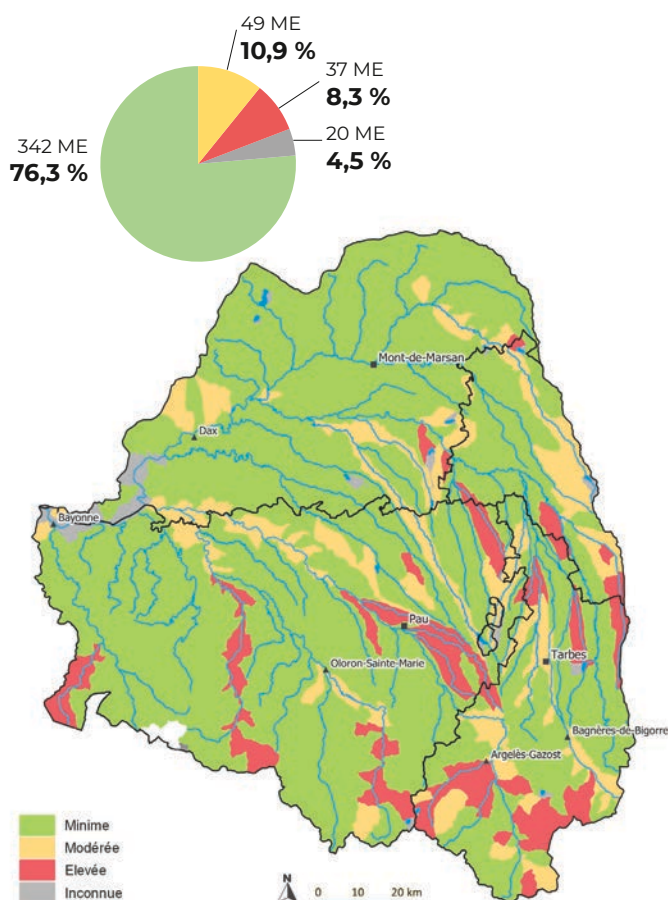 49 ME
10,9 %
37 ME
8,3 %
342 ME
76,3 %
20 ME
4,5 %
Mont-de-Marsan
Dax
Bayonne
Pau
Oloron-Sainte-Marie
Tarbes
Bagnères-de-Bigorre
Argelès-Gazost
Minime
Modérée
Elevée
Inconnue
N
0 10 20 km